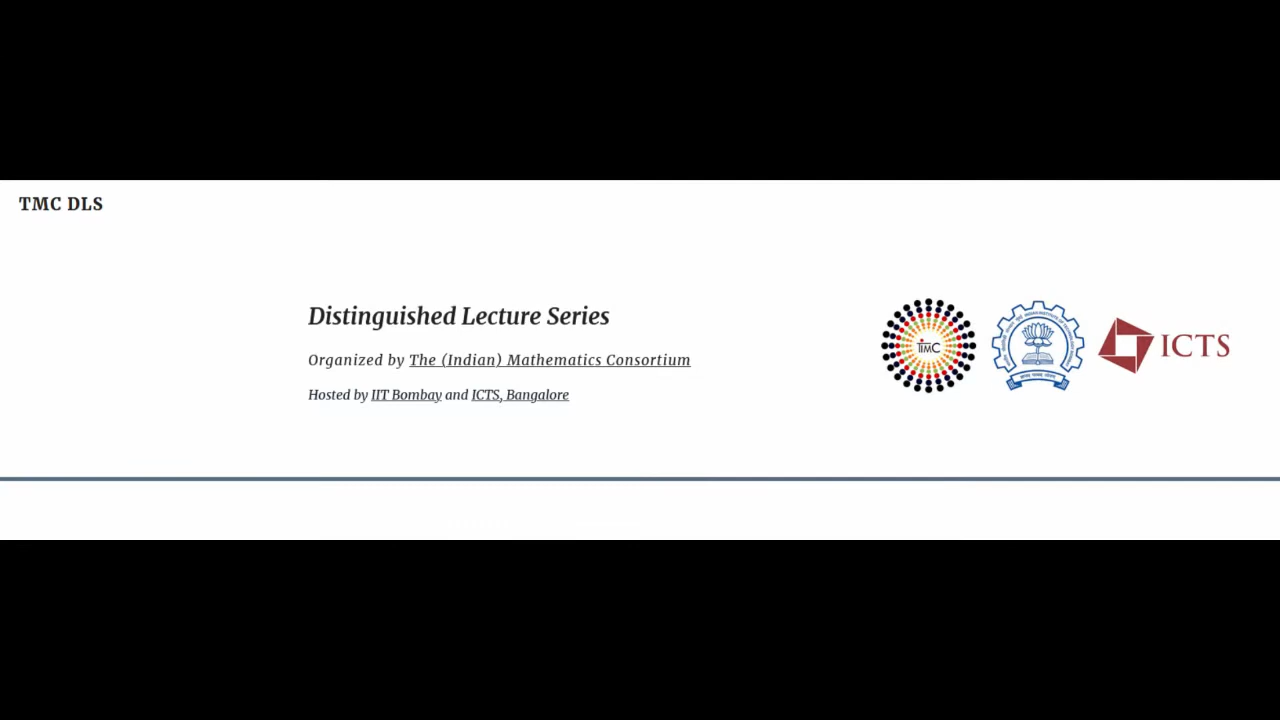 TMC DLS
Distinguished Lecture Series
Organized by The (Indian) Mathematics Consortium
Hosted by IIT Bombay and ICTS, Bangalore
TIMC
ICTS